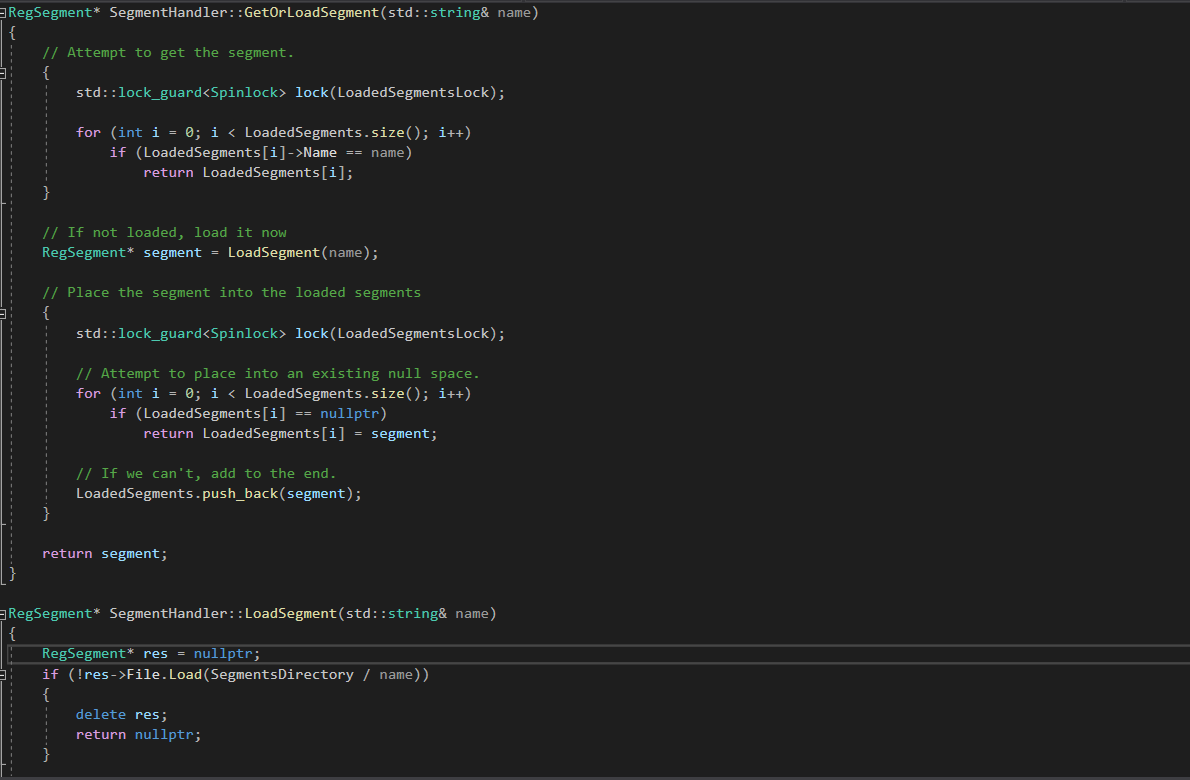 RegSegment* SegmentHandler::GetOrLoadSegment(std::string& name)
{
    // Attempt to get the segment.
    {
        std::lock_guard<Spinlock> lock(LoadedSegmentsLock);

        for (int i = 0; i < LoadedSegments.size(); i++)
            if (LoadedSegments[i]->Name == name)
                return LoadedSegments[i];
    }

    // If not loaded, load it now
    RegSegment* segment = LoadSegment(name);

    // Place the segment into the loaded segments
    {
        std::lock_guard<Spinlock> lock(LoadedSegmentsLock);

        // Attempt to place into an existing null space.
        for (int i = 0; i < LoadedSegments.size(); i++)
            if (LoadedSegments[i] == nullptr)
                return LoadedSegments[i] = segment;

        // If we can't, add to the end.
        LoadedSegments.push_back(segment);
    }

    return segment;
}

RegSegment* SegmentHandler::LoadSegment(std::string& name)
{
    RegSegment* res = nullptr;
    if (!res->File.Load(SegmentsDirectory / name))
    {
        delete res;
        return nullptr;
    }